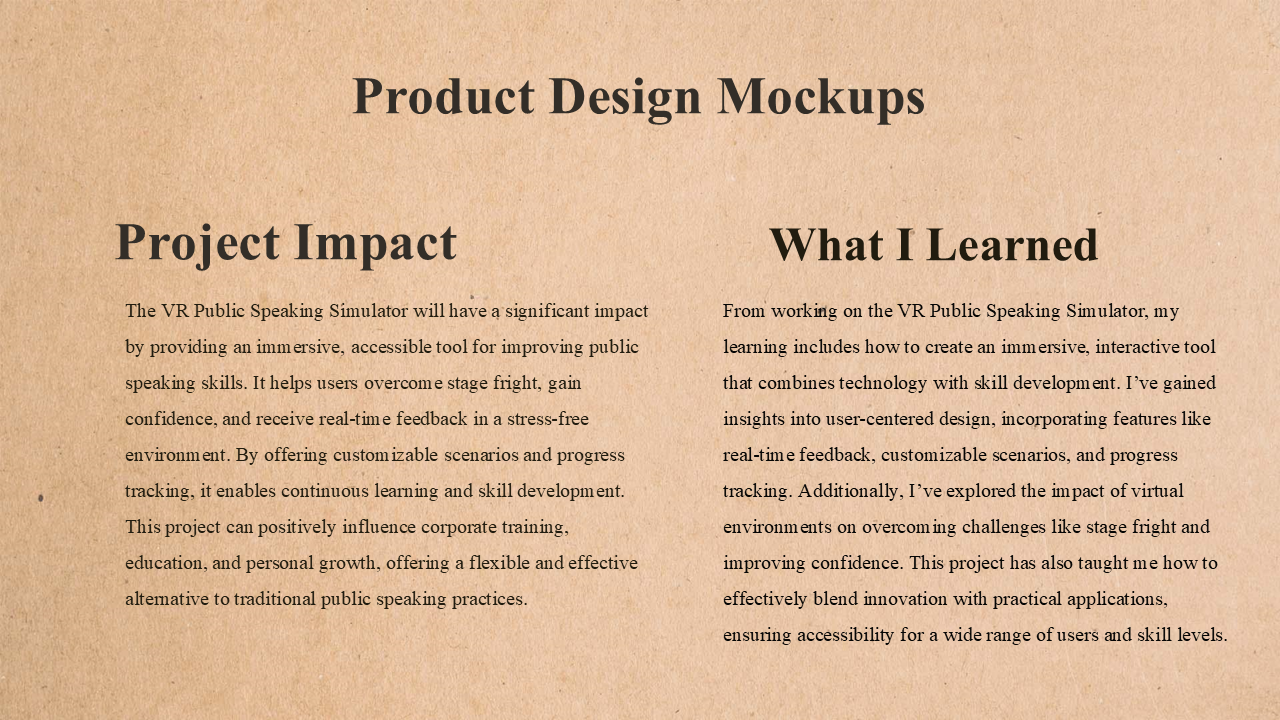 Product Design Mockups
Project Impact
The VR Public Speaking Simulator will have a significant impact
by providing an immersive, accessible tool for improving public
speaking skills. It helps users overcome stage fright, gain
confidence, and receive real-time feedback in a stress-free
environment. By offering customizable scenarios and progress
tracking, it enables continuous learning and skill development.
This project can positively influence corporate training,
education, and personal growth, offering a flexible and effective
alternative to traditional public speaking practices.
What I Learned
From working on the VR Public Speaking Simulator, my
learning includes how to create an immersive, interactive tool
that combines technology with skill development. I’ve gained
insights into user-centered design, incorporating features like
real-time feedback, customizable scenarios, and progress
tracking. Additionally, I’ve explored the impact of virtual
environments on overcoming challenges like stage fright and
improving confidence. This project has also taught me how to
effectively blend innovation with practical applications,
ensuring accessibility for a wide range of users and skill levels.